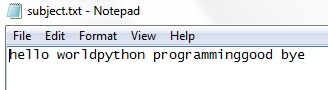 subject.txt - Notepad
File Edit Format View Help
hello worldpython programminggood bye